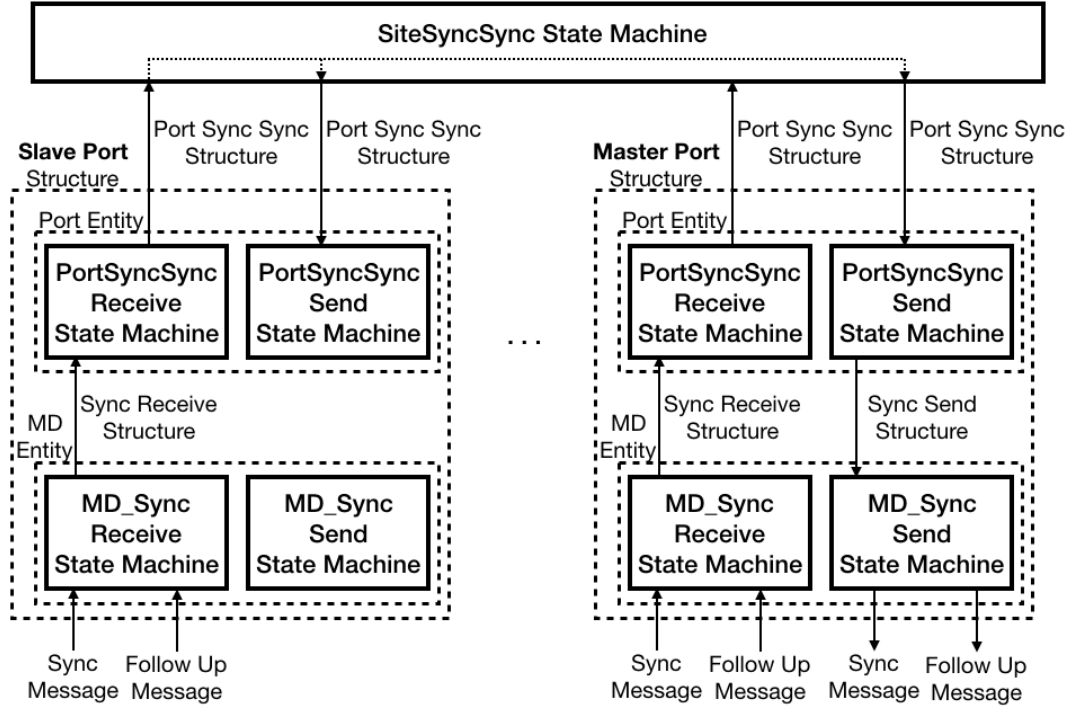 SiteSyncSync State Machine
Port Sync Sync
Structure
Port Sync Sync
Structure
Port Sync Sync
Structure
Port Sync Sync
Structure
Slave Port
Structure
Master Port
Structure
Port Entity
Port Entity
PortSyncSync
Receive
State Machine
PortSyncSync
Send
State Machine
. . .
PortSyncSync
Receive
State Machine
PortSyncSync
Send
State Machine
MD
Entity
Sync Receive
Structure
MD
Entity
Sync Receive
Structure
Sync Send
Structure
MD_Sync
Receive
State Machine
MD_Sync
Send
State Machine
MD_Sync
Receive
State Machine
MD_Sync
Send
State Machine
Sync
Message
Follow Up
Message
Sync
Message
Follow Up
Message
Sync
Message
Follow Up
Message